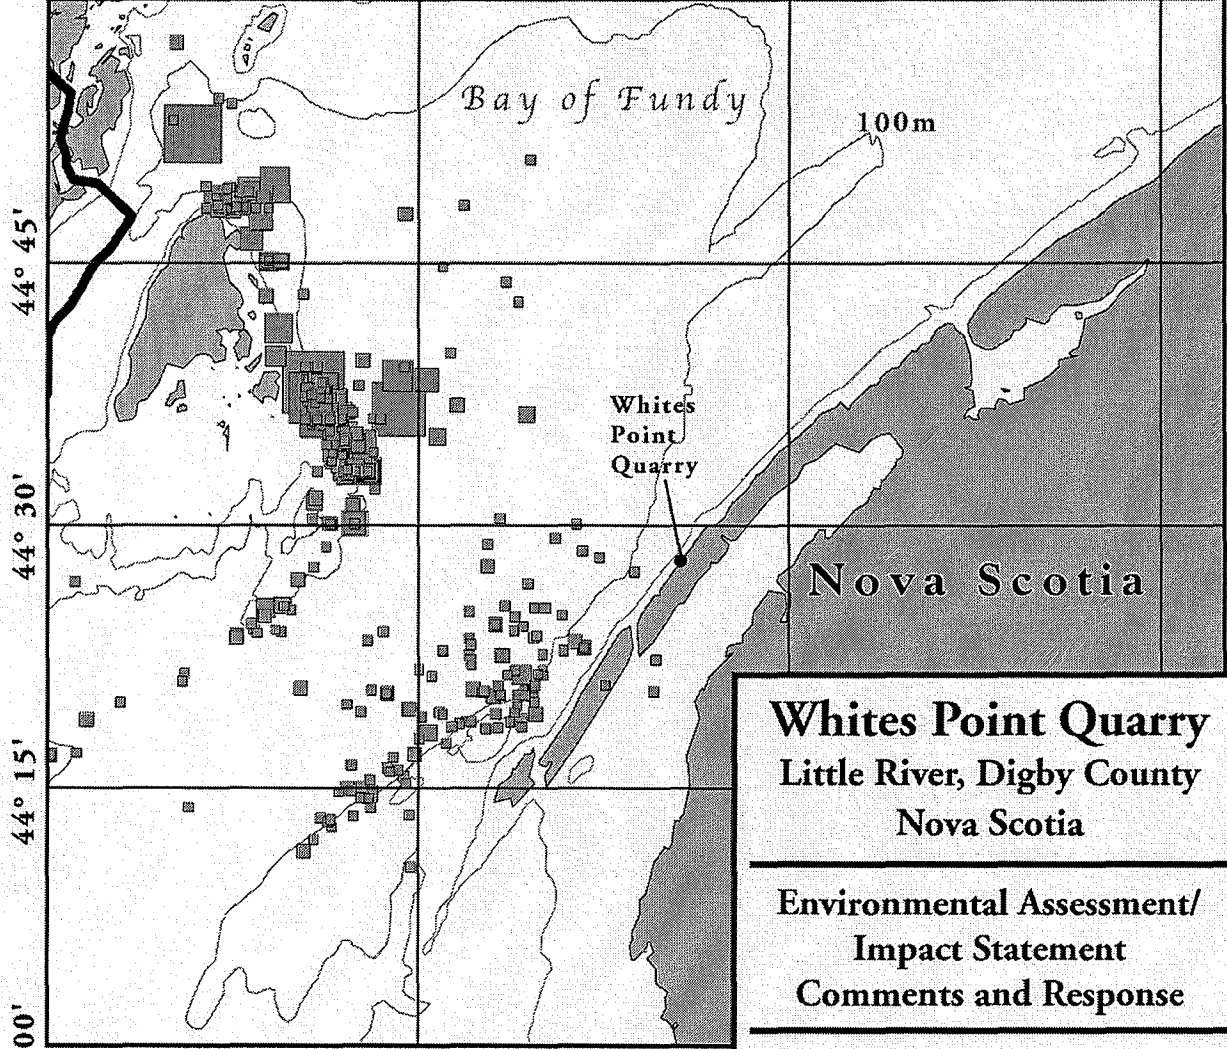 Bay of Fundy
100m
44° 45'
Whites
Point
Quarry
44° 30'
Nova Scotia
44° 15'
Whites Point Quarry
Little River, Digby County
Nova Scotia
Environmental Assessment/
Impact Statement
Comments and Response
00'